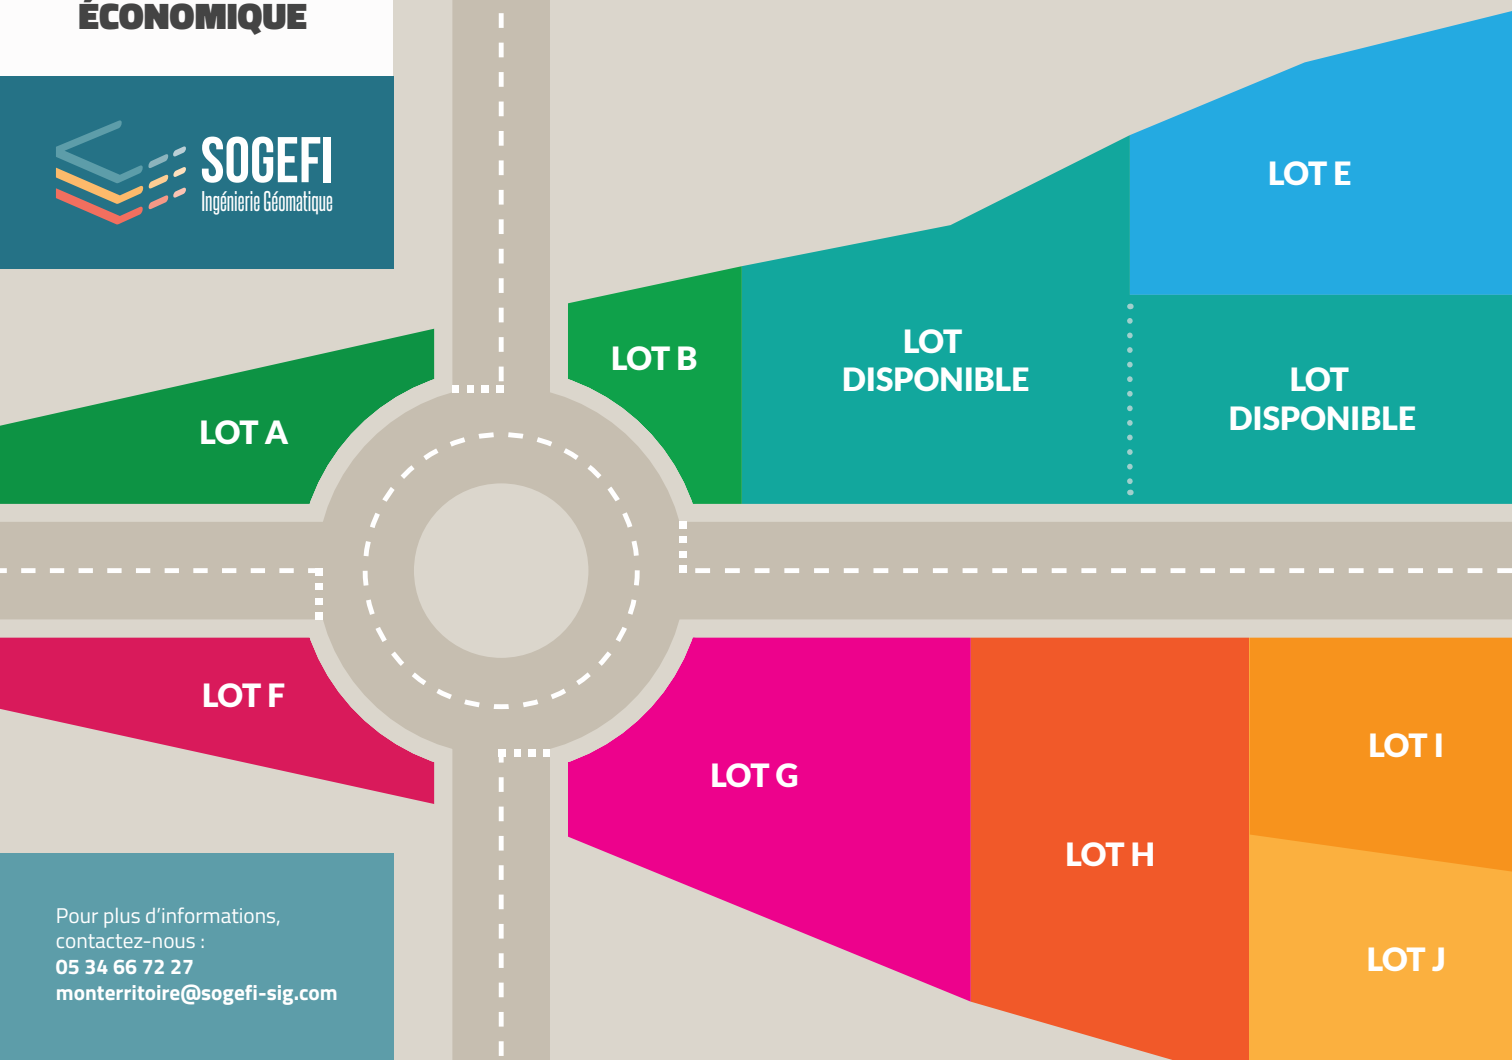 ÉCONOMIQUE
SOGEFI
Ingénierie Géomatique
LOT E
LOT B
LOT
DISPONIBLE
LOT
DISPONIBLE
LOT A
LOT F
LOT G
LOT I
LOT H
LOT J
Pour plus d’informations,
contactez-nous :
05 34 66 72 27
monterritoire@sogefi-sig.com